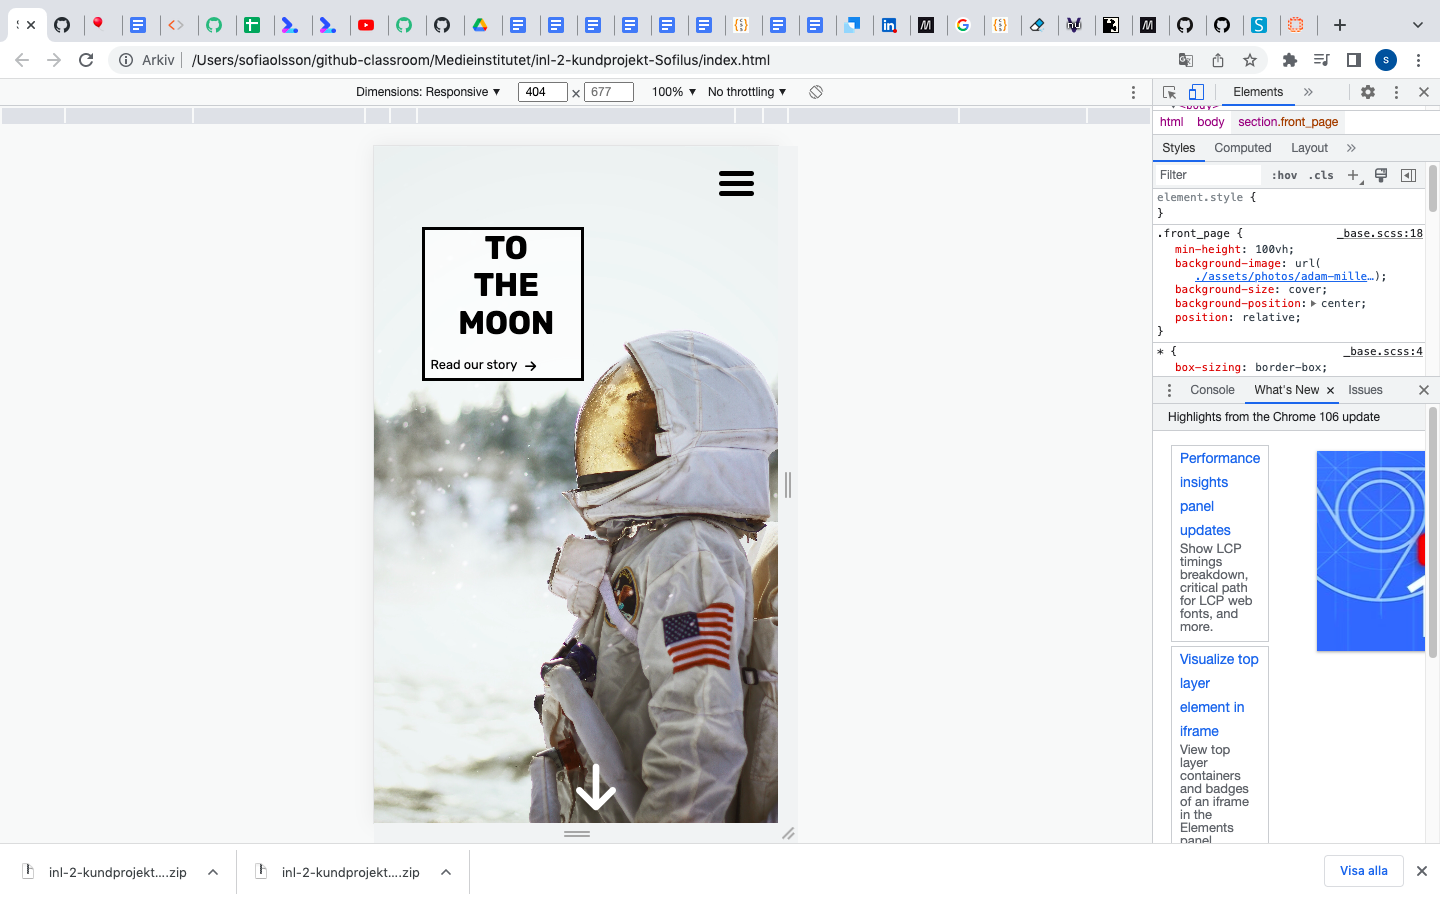 Arkiv
/Users/sofiaolsson/github-classroom/Medieinstitutet/inl-2-kundprojekt-Sofilus/index.html
S
Dimensions: Responsive ▼ 404 × 677 100% ▼ No throttling ▼
Elements »
html body section.front_page
Styles Computed Layout »
Filter :hov .cls +
element.style {
}
.front_page { _base.scss:18
min-height: 100vh;
background-image: url(
./assets/photos/adam-mille…);
background-size: cover;
background-position: center;
position: relative;
}
* { _base.scss:4
box-sizing: border-box;
Console What's New × Issues
Highlights from the Chrome 106 update
Performance
insights
panel
updates
Show LCP
timings
breakdown,
critical path
for LCP web
fonts, and
more.
Visualize top
layer
element in
iframe
View top
layer
containers
and badges
of an iframe
in the
Elements
panel.
TO
THE
MOON
Read our story →
inl-2-kundprojekt....zip
inl-2-kundprojekt....zip
Visa alla